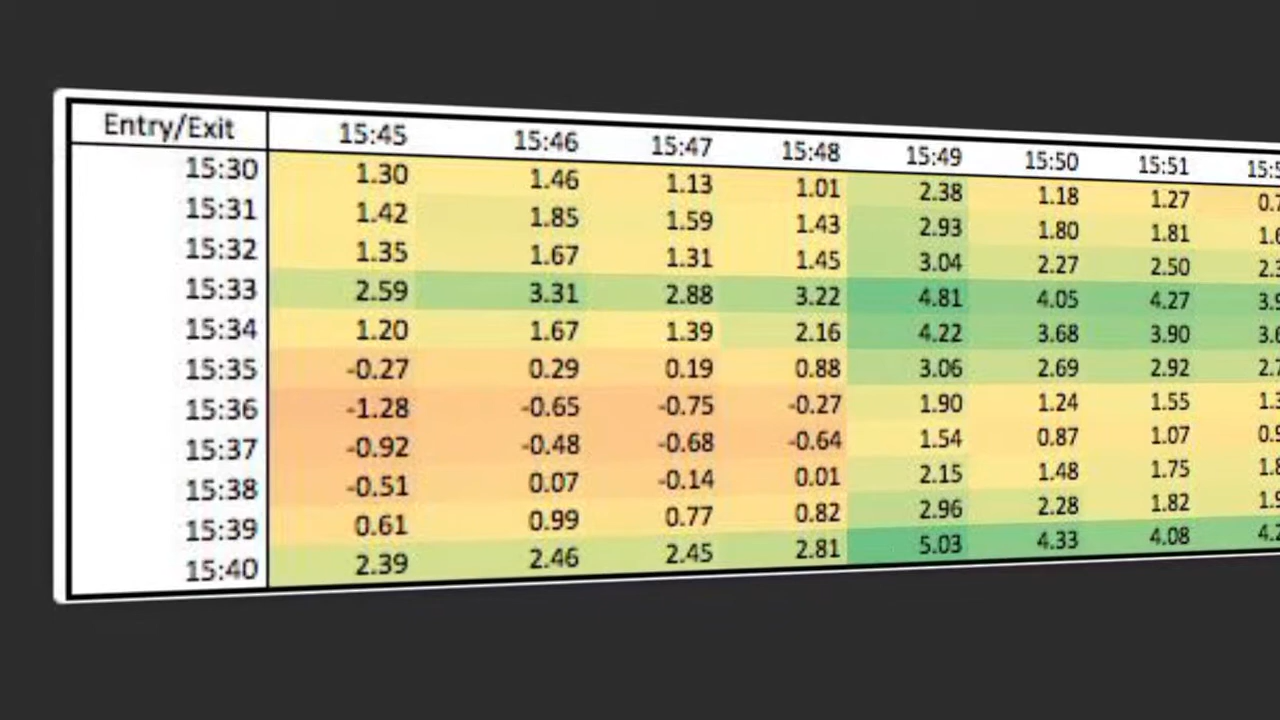 Entry/Exit 15:45 15:46 15:47 15:48 15:49 15:50 15:51
15:30 1.30 1.46 1.13 1.01 2.38 1.18 1.27
15:31 1.42 1.85 1.59 1.43 2.93 1.80 1.81
15:32 1.35 1.67 1.31 1.45 3.04 2.27 2.50
15:33 2.59 3.31 2.88 3.22 4.81 4.05 4.27
15:34 1.20 1.67 1.39 2.16 4.22 3.68 3.90
15:35 -0.27 0.29 0.19 0.88 3.06 2.69 2.92
15:36 -1.28 -0.65 -0.75 -0.27 1.90 1.24 1.55
15:37 -0.92 -0.48 -0.68 -0.64 1.54 0.87 1.07
15:38 -0.51 0.07 -0.14 0.01 2.15 1.48 1.75
15:39 0.61 0.99 0.77 0.82 2.96 2.28 1.82
15:40 2.39 2.46 2.45 2.81 5.03 4.33 4.08